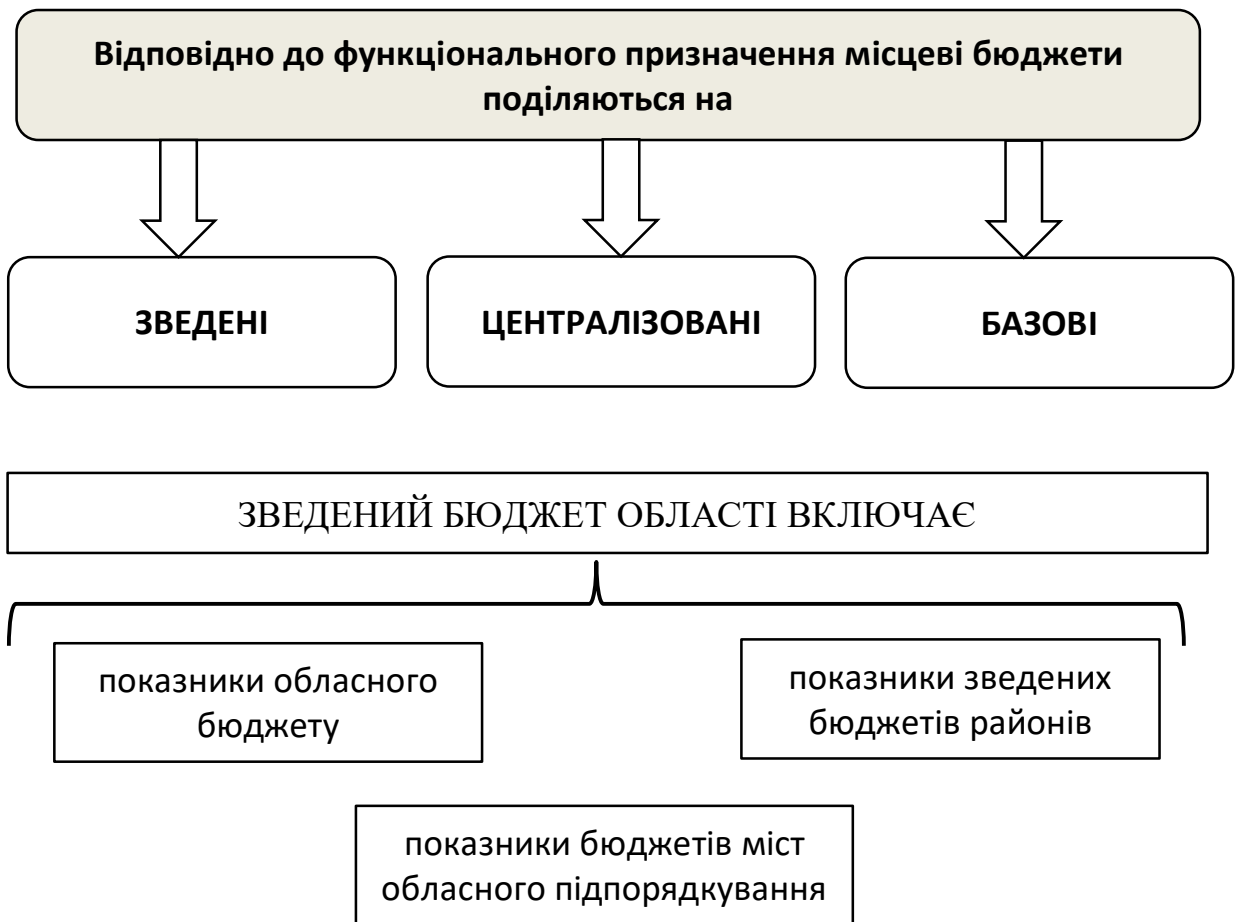 Відповідно до функціонального призначення місцеві бюджети
поділяються на
ЗВЕДЕНІ
ЦЕНТРАЛІЗОВАНІ
БАЗОВІ
ЗВЕДЕНИЙ БЮДЖЕТ ОБЛАСТІ ВКЛЮЧАЄ
показники обласного
бюджету
показники зведених
бюджетів районів
показники бюджетів міст
обласного підпорядкування